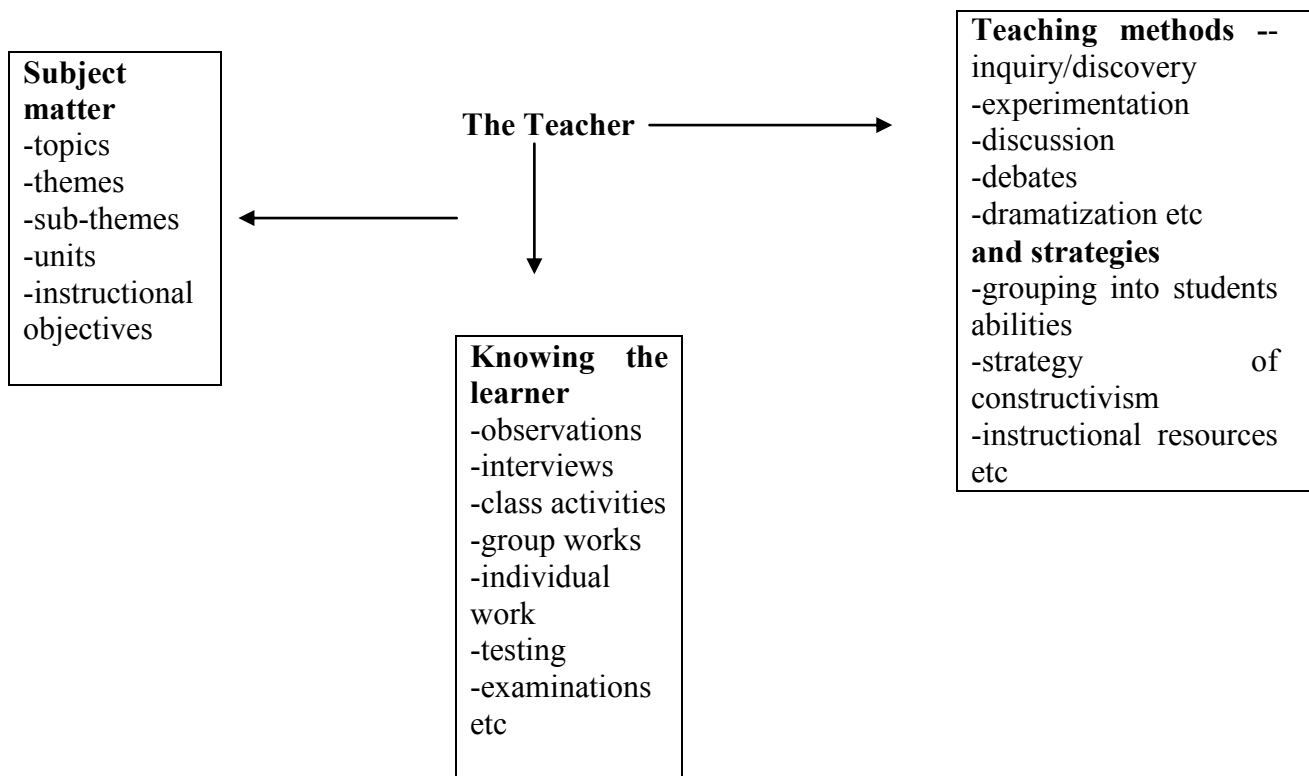 Subject
matter
-topics
-themes
-sub-themes
-units
-instructional
objectives
The Teacher
Knowing the
learner
-observations
-interviews
-class activities
-group works
-individual
work
-testing
-examinations
etc
Teaching methods --
inquiry/discovery
-experimentation
-discussion
-debates
-dramatization etc
and strategies
-grouping into students
abilities
-strategy of
constructivism
-instructional resources
etc